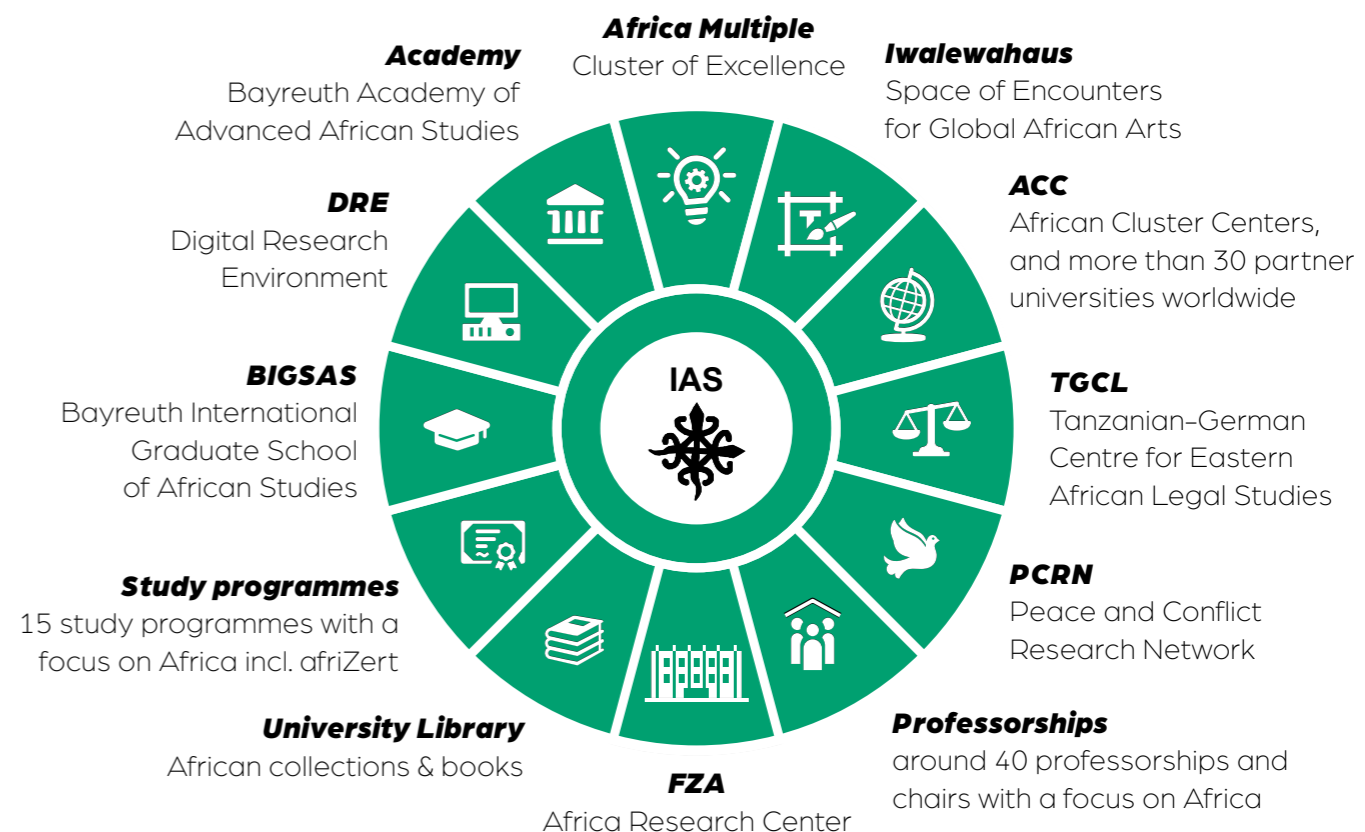 Africa Multiple
Cluster of Excellence
Iwalewahaus
Space of Encounters
for Global African Arts
ACC
African Cluster Centers,
and more than 30 partner
universities worldwide
TGCL
Tanzanian-German
Centre for Eastern
African Legal Studies
PCRN
Peace and Conflict
Research Network
Professorships
around 40 professorships and
chairs with a focus on Africa
FZA
Africa Research Center
University Library
African collections & books
Study programmes
15 study programmes with a
focus on Africa incl. afriZert
BIGSAS
Bayreuth International
Graduate School
of African Studies
DRE
Digital Research
Environment
Academy
Bayreuth Academy of
Advanced African Studies
IAS